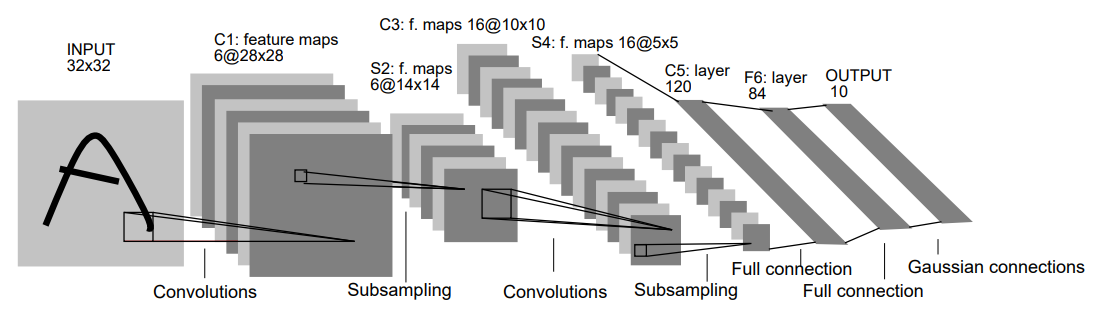 INPUT
32x32
C1: feature maps
6@28x28
S2: f. maps
6@14x14
C3: f. maps 16@10x10
S4: f. maps 16@5x5
C5: layer
120
F6: layer
84
OUTPUT
10
Convolutions
Subsampling
Convolutions
Subsampling
Full connection
Full connection
Gaussian connections